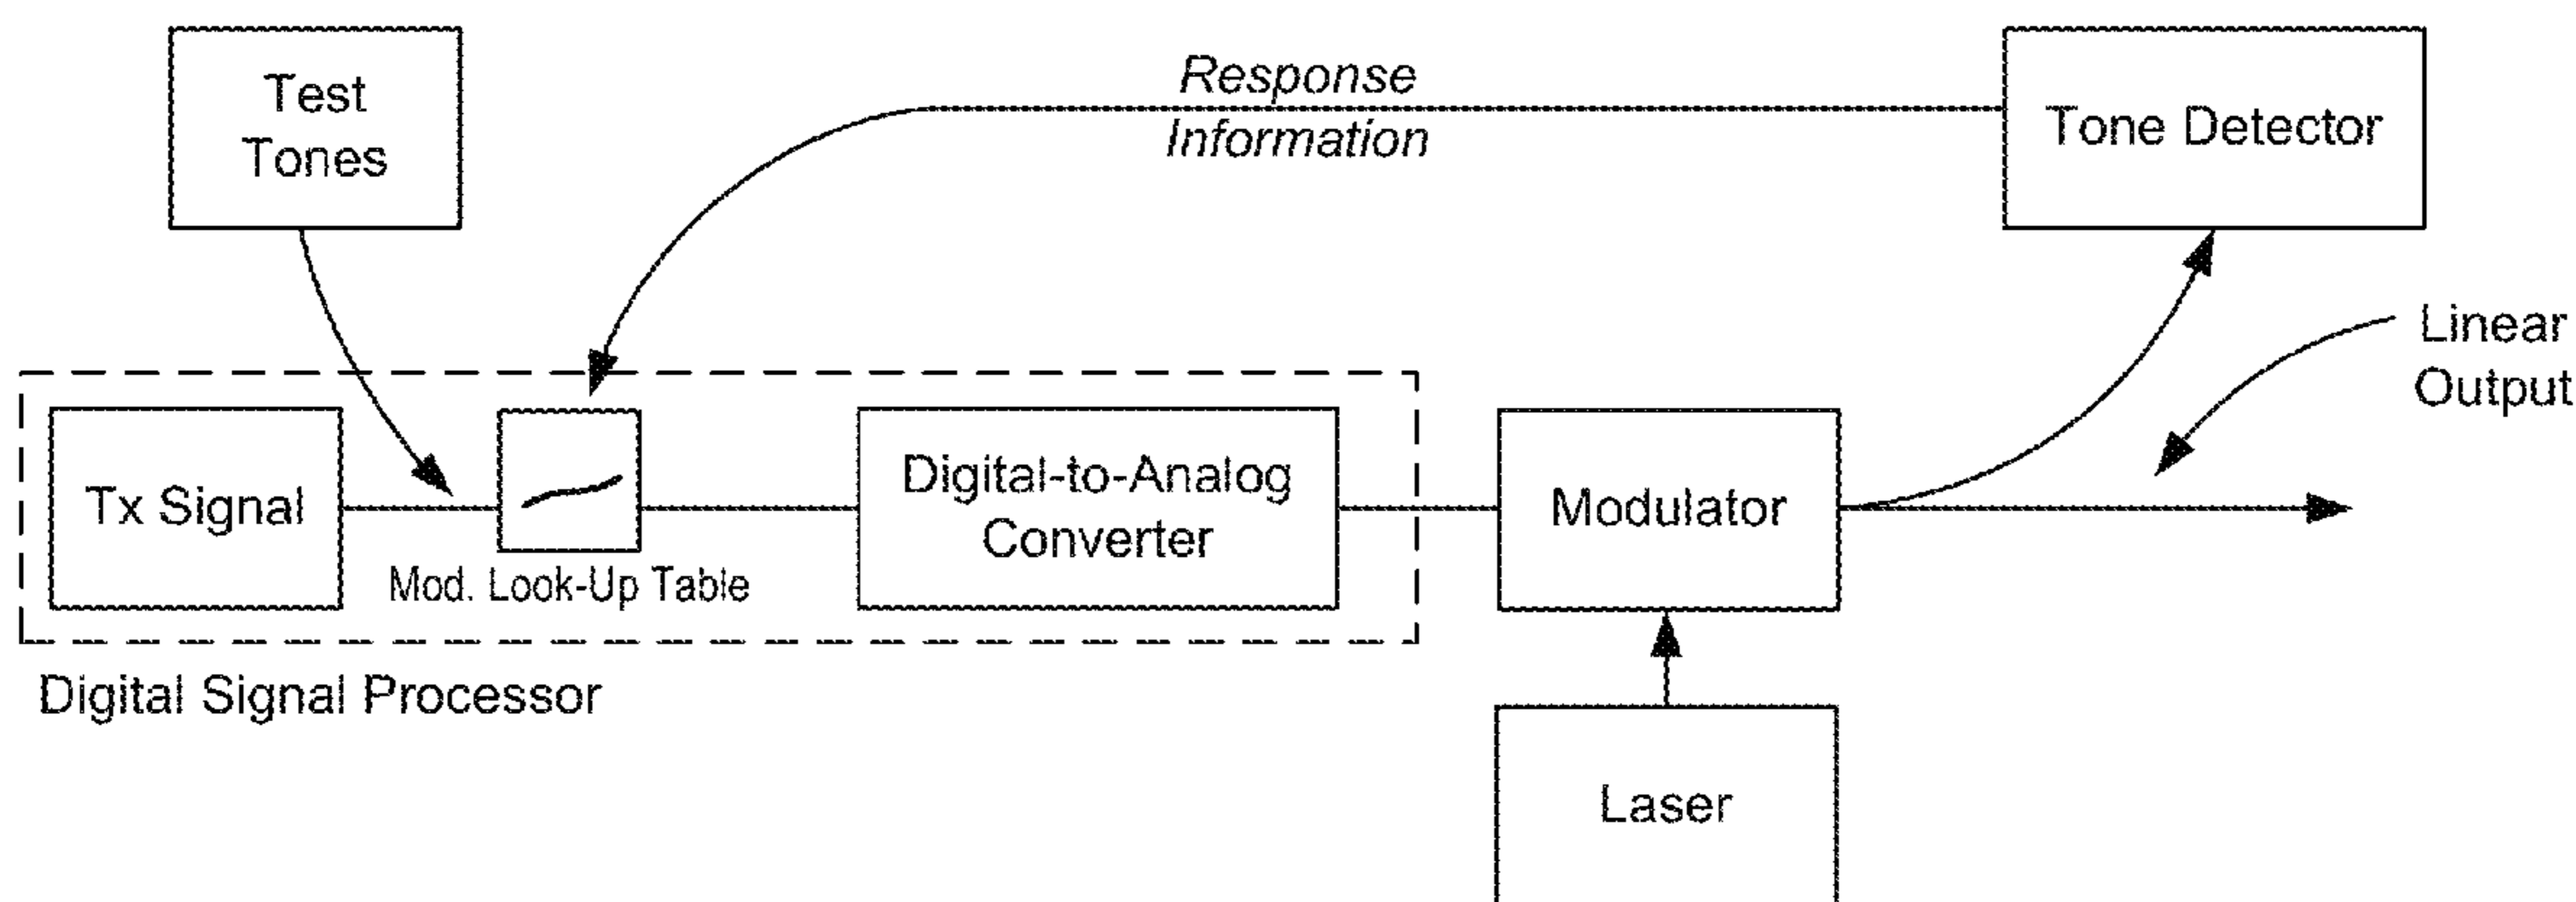 Test
Tones
Response
Information
Tone Detector
Linear
Output
Tx Signal
Mod. Look-Up Table
Digital-to-Analog
Converter
Modulator
Digital Signal Processor
Laser